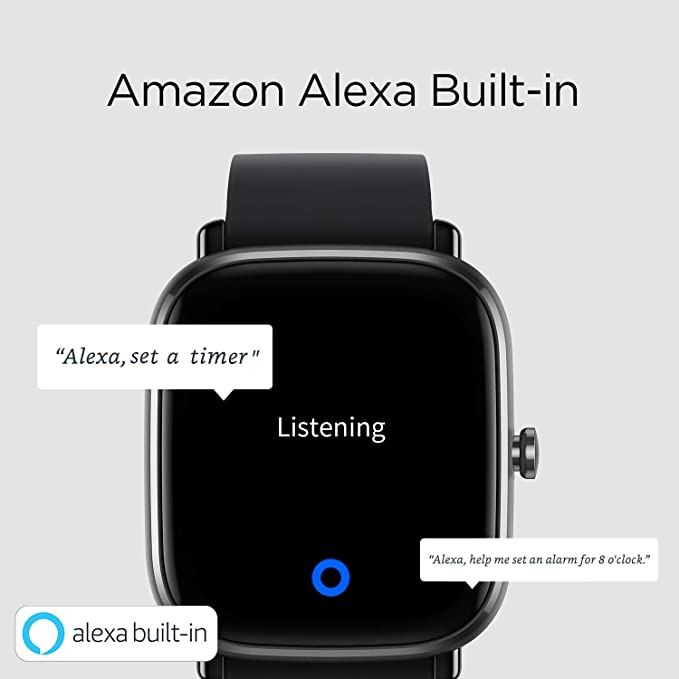 Amazon Alexa Built-in
“Alexa, set a timer"
Listening
“Alexa, help me set an alarm for 8 o'clock.”
alexa built-in